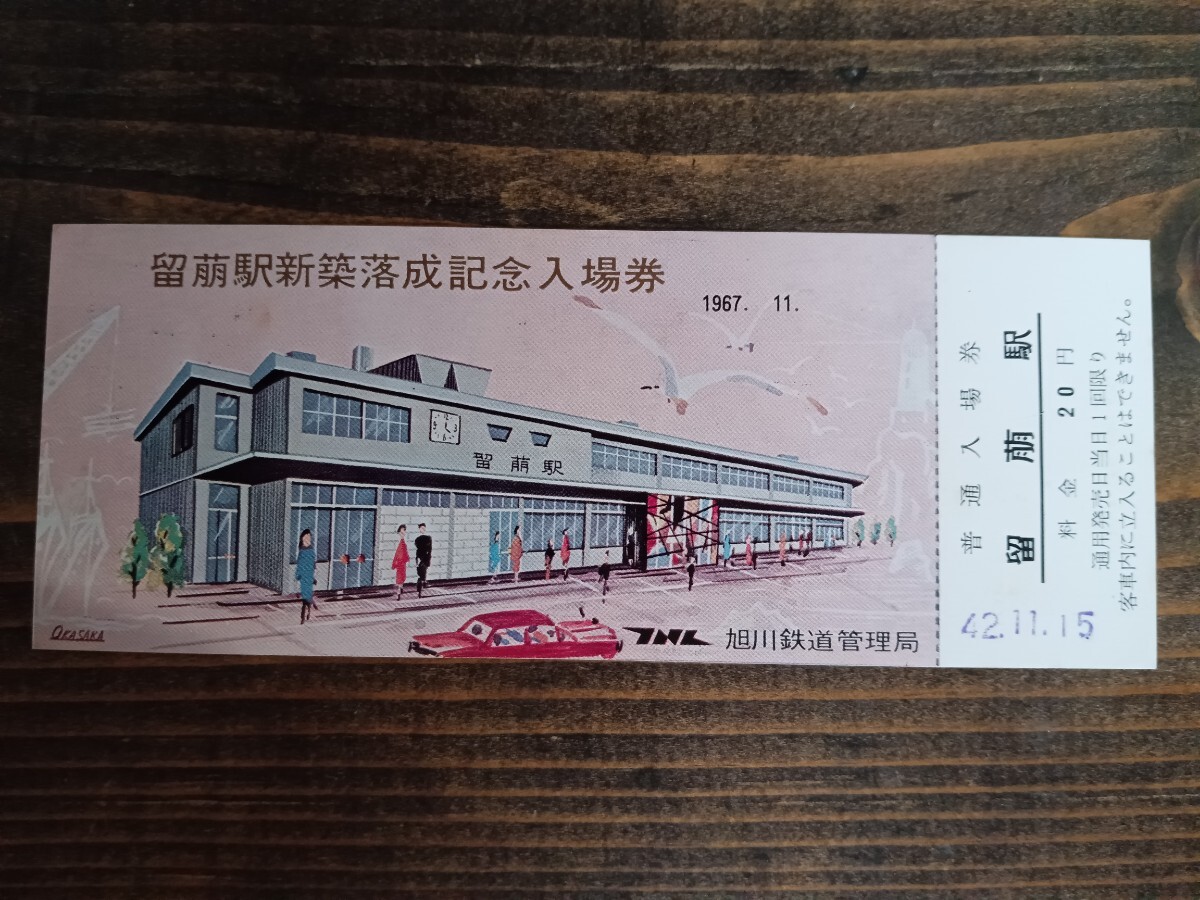 留萠駅新築落成記念入場券
1967. 11.
留萠駅
OKASAKA
JNR 旭川鉄道管理局
普通入場券
留萠駅
料金 20円
通用発売日当日1回限り
客車内に立入ることはできません。
42.11.15